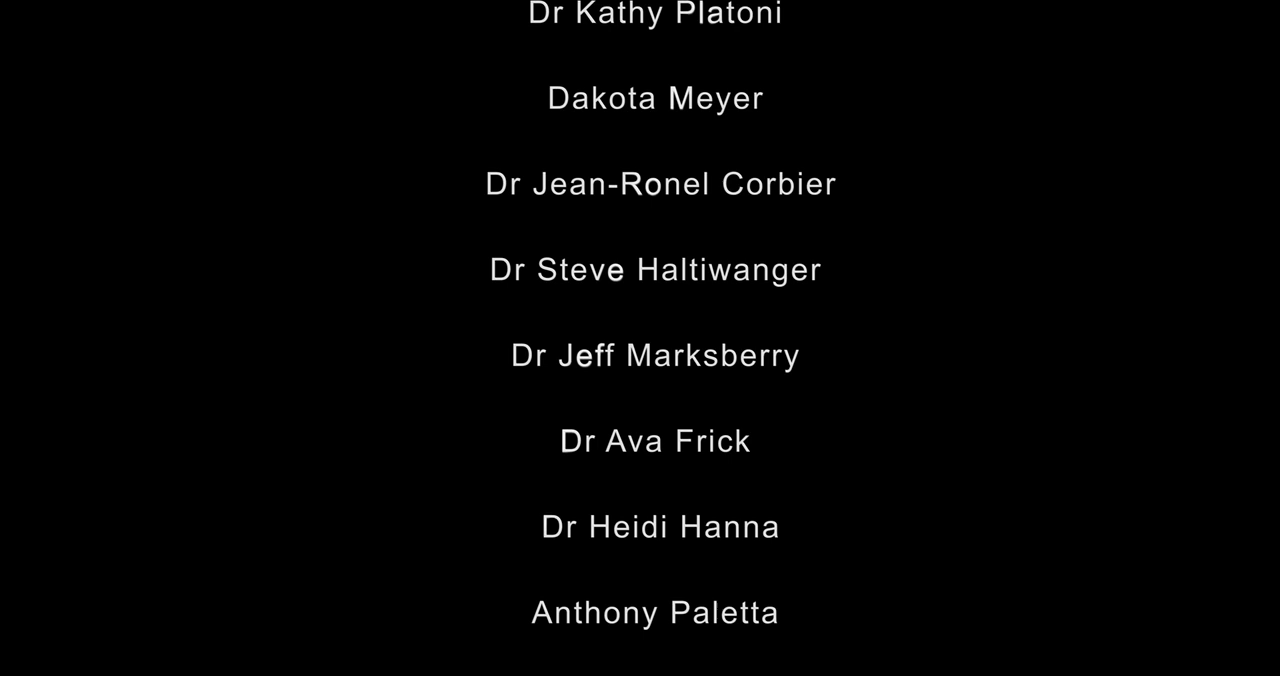 Dr Kathy Platoni
Dakota Meyer
Dr Jean-Ronel Corbier
Dr Steve Haltiwanger
Dr Jeff Marksberry
Dr Ava Frick
Dr Heidi Hanna
Anthony Paletta